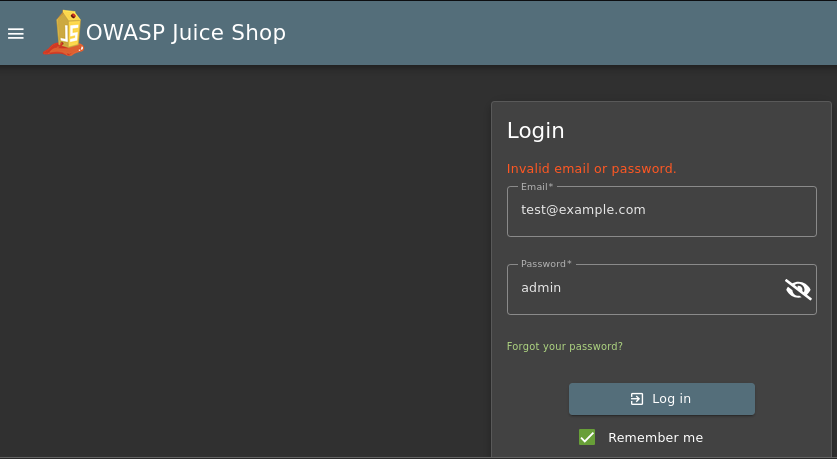 JS
OWASP Juice Shop
Login
Invalid email or password.
Email*
test@example.com
Password*
admin
Forgot your password?
Log in
Remember me